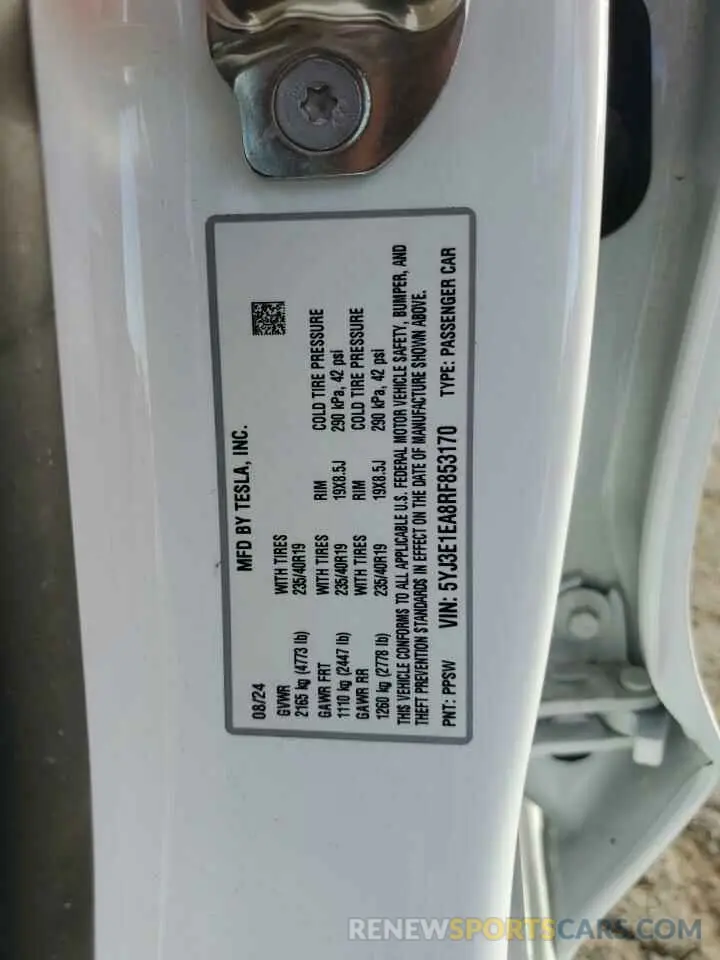 MFD BY TESLA, INC.
08/24
GVWR WITH TIRES
2165 kg (4773 lb) 235/40R19
GAWR FRT WITH TIRES RIM COLD TIRE PRESSURE
1110 kg (2447 lb) 235/40R19 19X8.5J 290 kPa, 42 psi
GAWR RR WITH TIRES RIM COLD TIRE PRESSURE
1260 kg (2778 lb) 235/40R19 19X8.5J 290 kPa, 42 psi
THIS VEHICLE CONFORMS TO ALL APPLICABLE U.S. FEDERAL MOTOR VEHICLE SAFETY, BUMPER, AND
THEFT PREVENTION STANDARDS IN EFFECT ON THE DATE OF MANUFACTURE SHOWN ABOVE.
PNT: PPSW VIN: 5YJ3E1EA8RF853170 TYPE: PASSENGER CAR
RENEWSPORTSCARS.COM